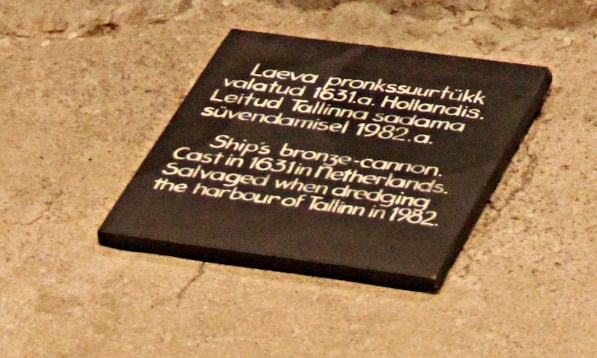 Laeva pronkssuurtükk
valatud 1631.a. Hollandis.
Leitud Tallinna sadama
süvendamisel 1982.a.
Ship's bronze-cannon.
Cast in 1631 in Netherlands.
Salvaged when dredging
the harbour of Tallinn in 1982.